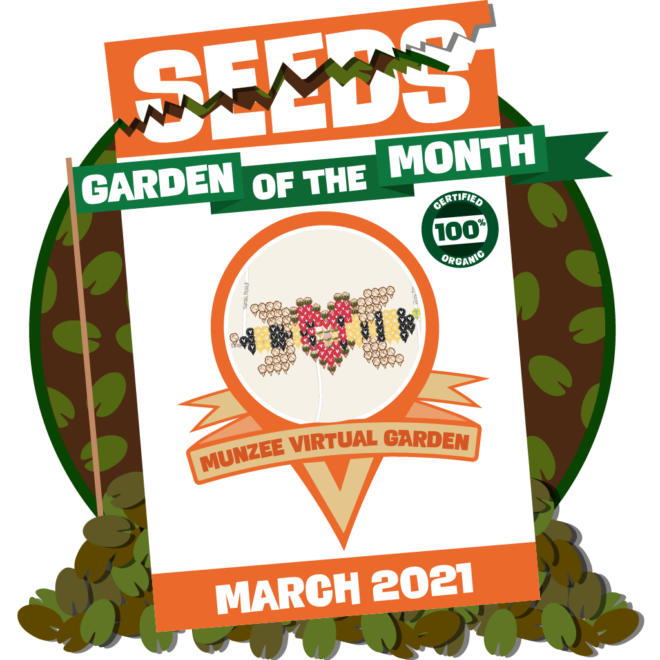 SEEDS
GARDEN OF THE MONTH
CERTIFIED
100%
ORGANIC
MUNZEE VIRTUAL GARDEN
MARCH 2021